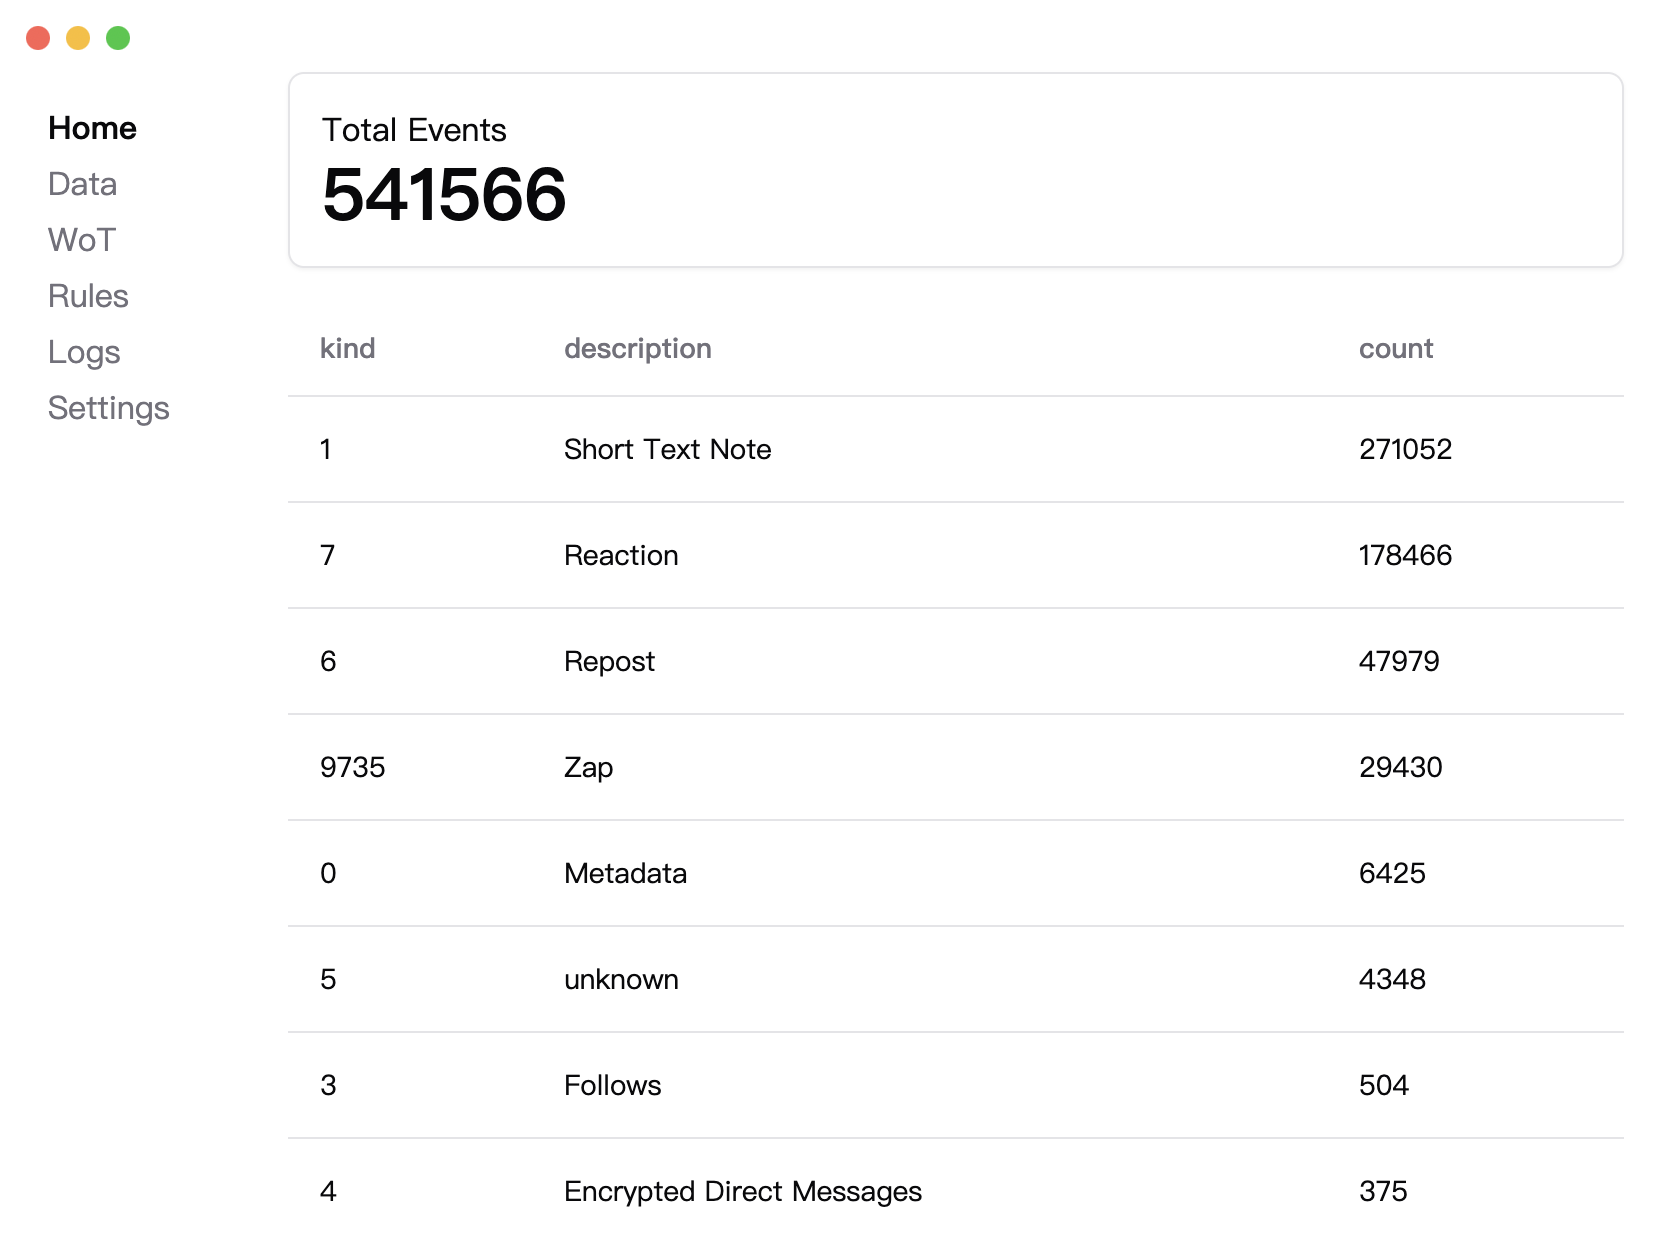 Home
Data
WoT
Rules
Logs
Settings
Total Events
541566
kind description count
1 Short Text Note 271052
7 Reaction 178466
6 Repost 47979
9735 Zap 29430
0 Metadata 6425
5 unknown 4348
3 Follows 504
4 Encrypted Direct Messages 375